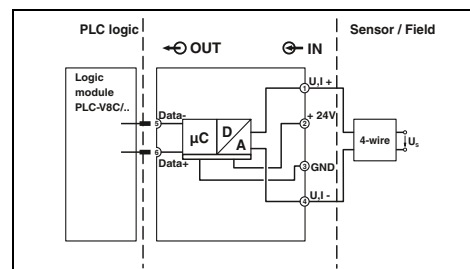 PLC logic
OUT
IN
Sensor / Field
Logic
module
PLC-V8C/..
U,I +
1
Data-
5
+ 24V
2
µC
D
A
4-wire
Us
6
Data+
3
GND
4
U,I -